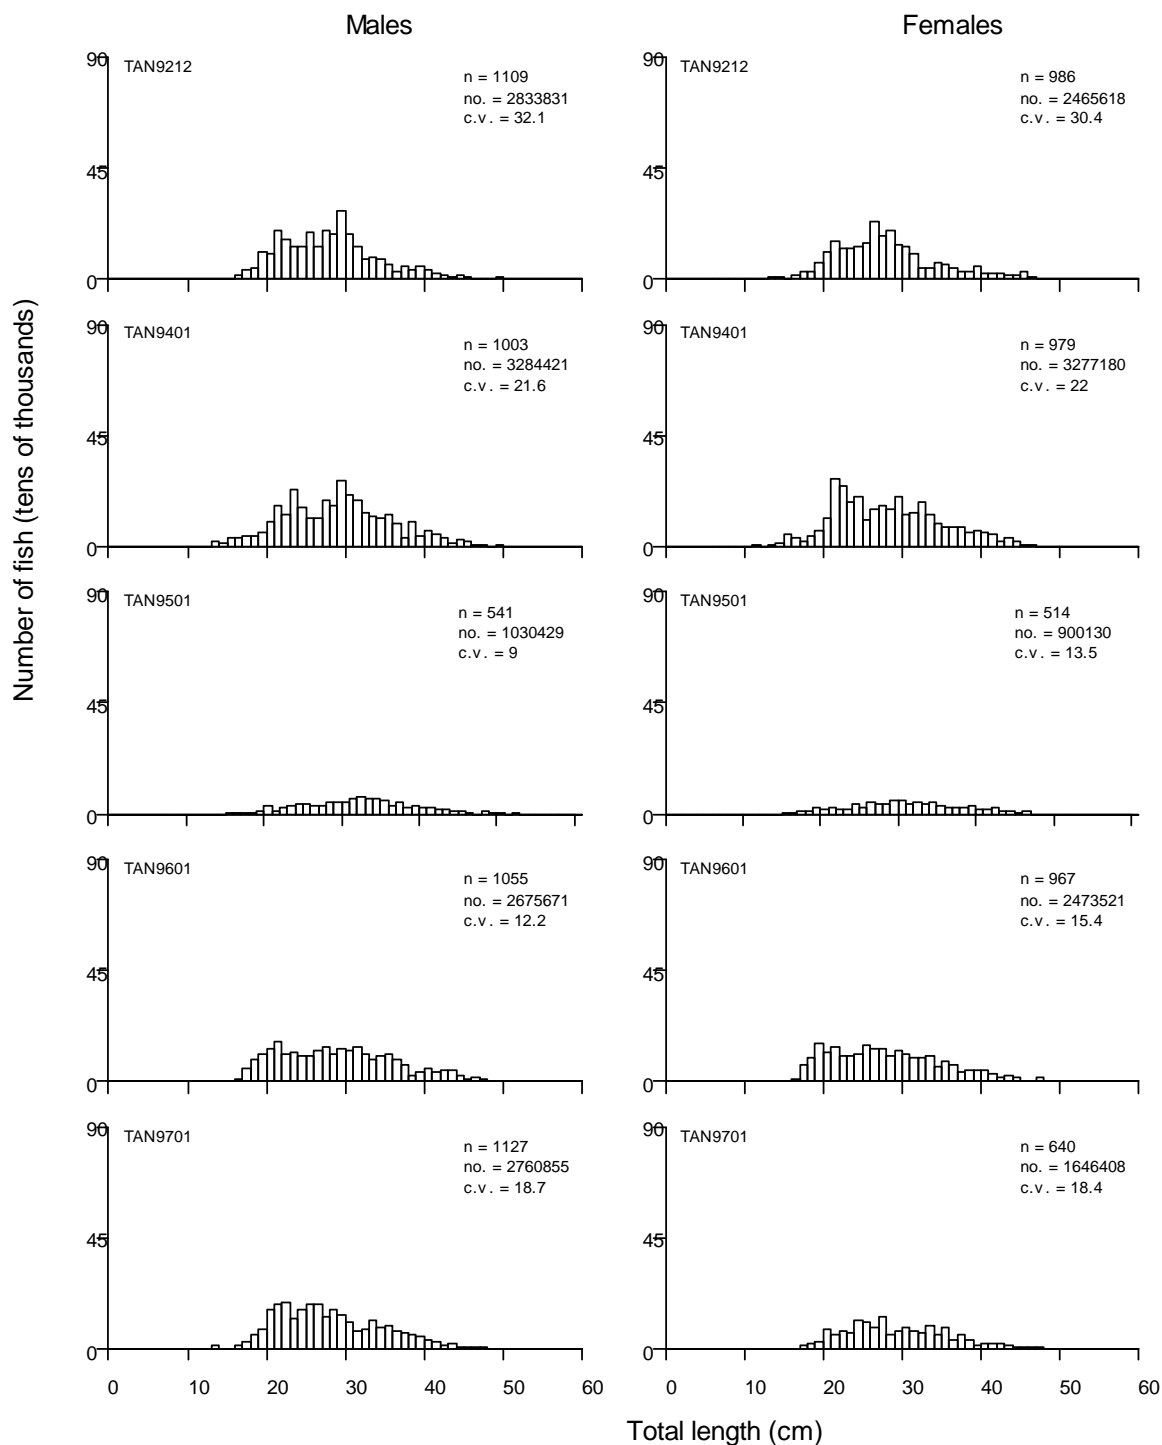 Males
Females
Number of fish (tens of thousands)
90
TAN9212
n = 1109
no. = 2833831
c.v. = 32.1
45
0
90
TAN9212
n = 986
no. = 2465618
c.v. = 30.4
45
0
90
TAN9401
n = 1003
no. = 3284421
c.v. = 21.6
45
0
90
TAN9401
n = 979
no. = 3277180
c.v. = 22
45
0
90
TAN9501
n = 541
no. = 1030429
c.v. = 9
45
0
90
TAN9501
n = 514
no. = 900130
c.v. = 13.5
45
0
90
TAN9601
n = 1055
no. = 2675671
c.v. = 12.2
45
0
90
TAN9601
n = 967
no. = 2473521
c.v. = 15.4
45
0
90
TAN9701
n = 1127
no. = 2760855
c.v. = 18.7
45
0
90
TAN9701
n = 640
no. = 1646408
c.v. = 18.4
45
0
0 10 20 30 40 50 60
0 10 20 30 40 50 60
Total length (cm)